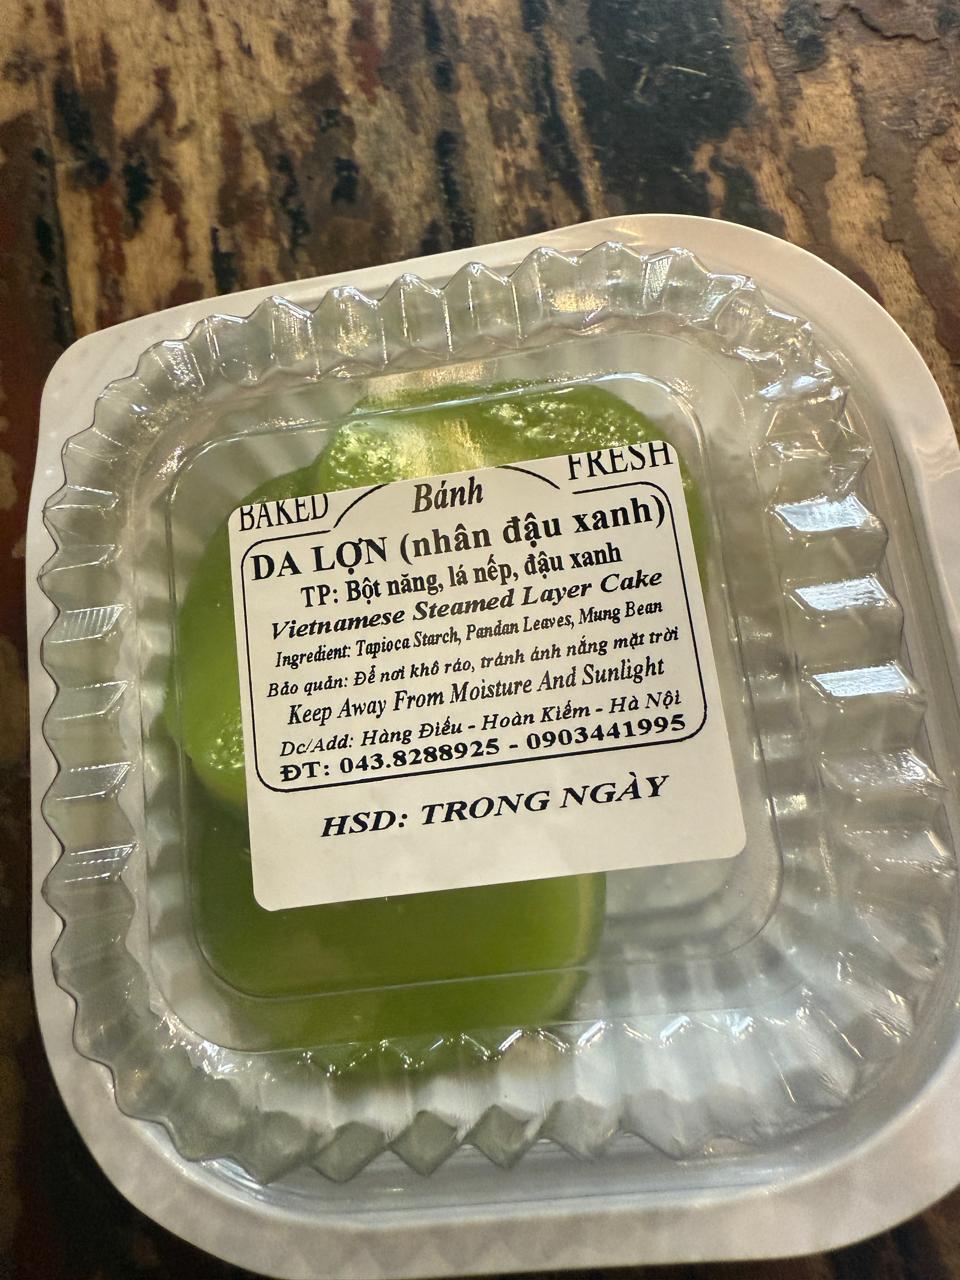 BAKED FRESH
Bánh
DA LỢN (nhân đậu xanh)
TP: Bột năng, lá nếp, đậu xanh
Vietnamese Steamed Layer Cake
Ingredient: Tapioca Starch, Pandan Leaves, Mung Bean
Bảo quản: Để nơi khô ráo, tránh ánh nắng mặt trời
Keep Away From Moisture And Sunlight
Dc/Add: Hàng Điếu - Hoàn Kiếm - Hà Nội
ĐT: 043.8288925 - 0903441995
HSD: TRONG NGÀY